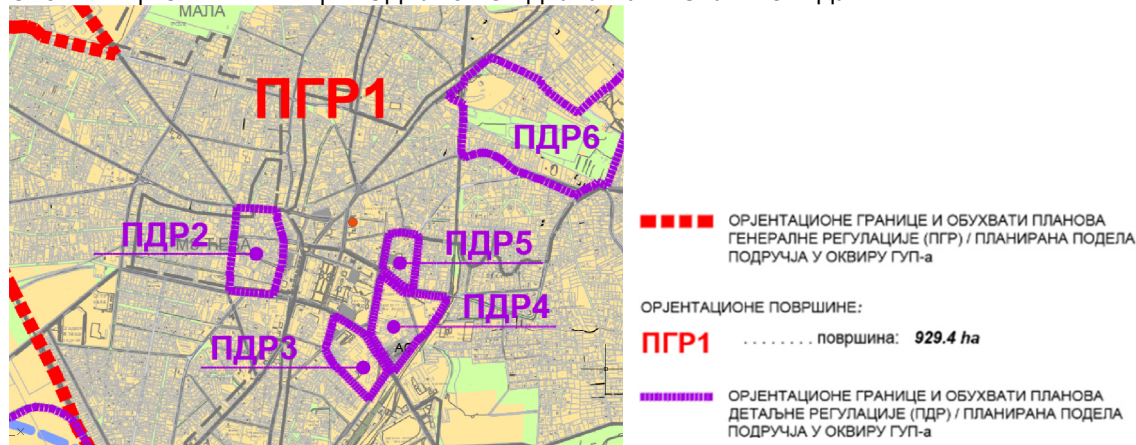 МАЛА
ПГР1
ПДР6
ПДР2
ПДР5
ПДР4
ПДР3
ОРЈЕНТАЦИОНЕ ГРАНИЦЕ И ОБУХВАТИ ПЛАНОВА
ГЕНЕРАЛНЕ РЕГУЛАЦИЈЕ (ПГР) / ПЛАНИРАНА ПОДЕЛА
ПОДРУЧЈА У ОКВИРУ ГУП-а
ОРЈЕНТАЦИОНЕ ПОВРШИНЕ:
ПГР1 . . . . . . . . површина: 929.4 ha
ОРЈЕНТАЦИОНЕ ГРАНИЦЕ И ОБУХВАТИ ПЛАНОВА
ДЕТАЉНЕ РЕГУЛАЦИЈЕ (ПДР) / ПЛАНИРАНА ПОДЕЛА
ПОДРУЧЈА У ОКВИРУ ГУП-а